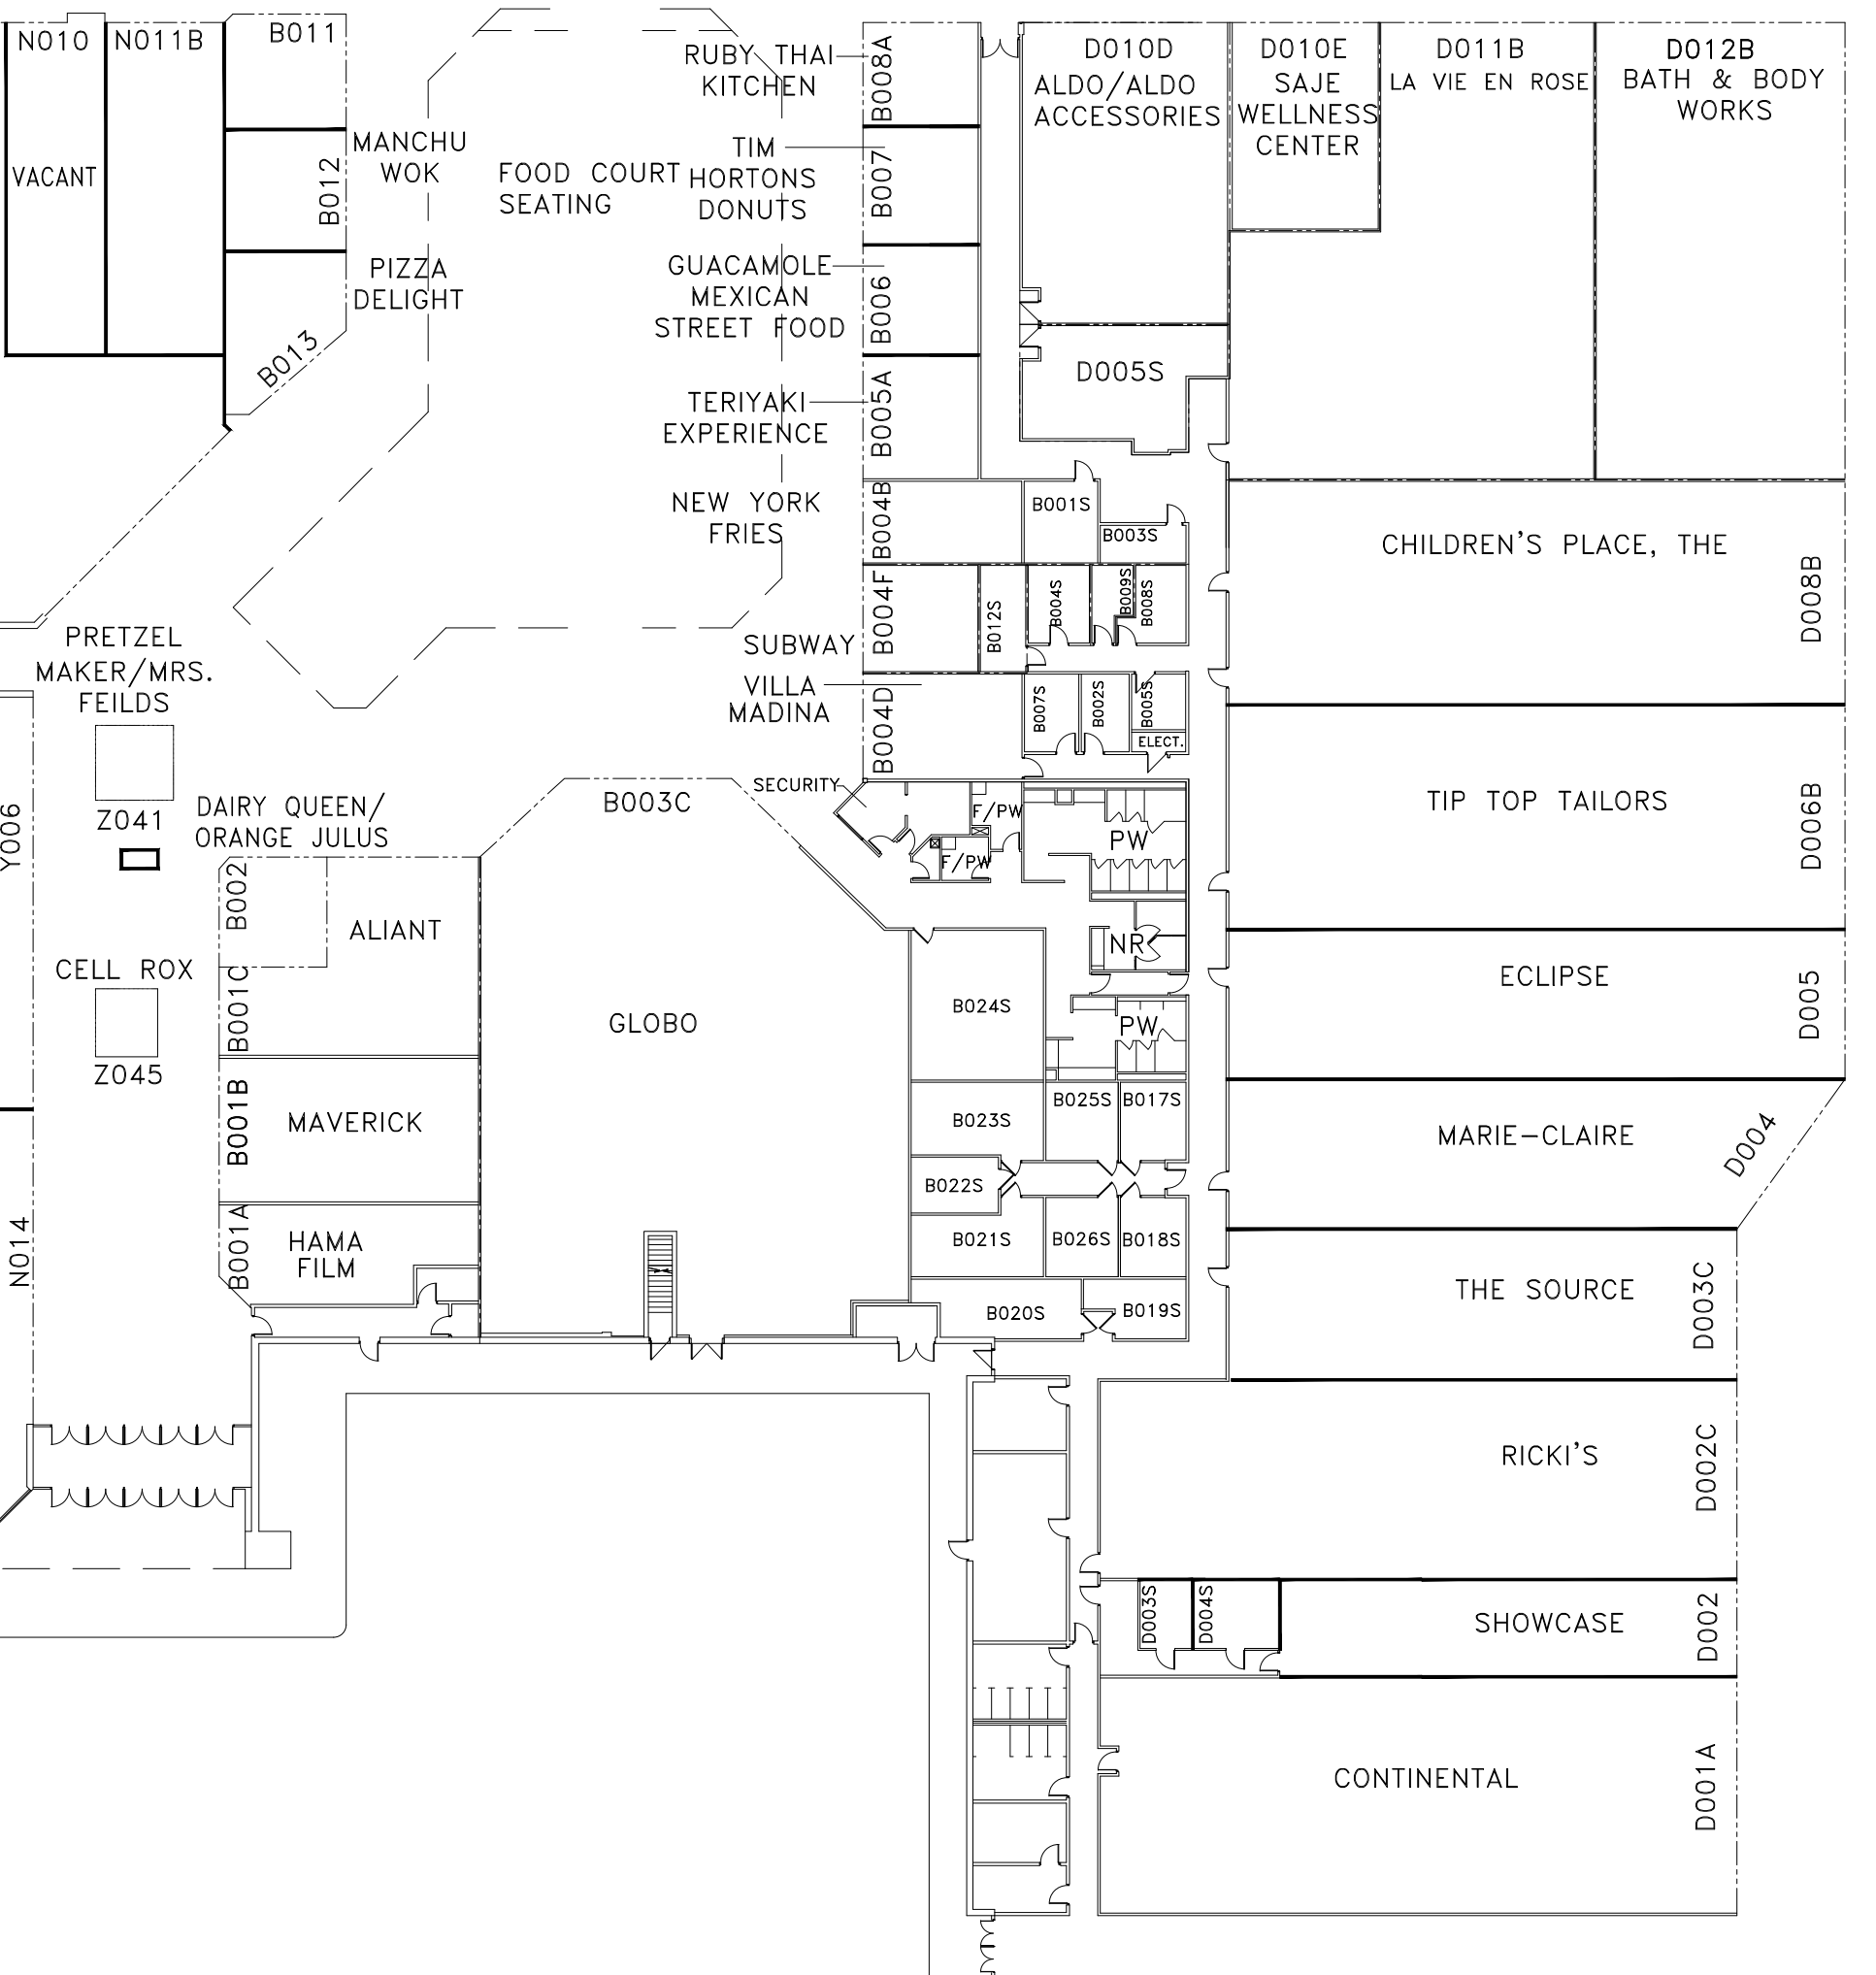 N010
N011B
B011
VACANT
B012
MANCHU
WOK
PIZZA
DELIGHT
B013
FOOD COURT
SEATING
RUBY THAI
KITCHEN
B008A
TIM
HORTONS
DONUTS
B007
GUACAMOLE
MEXICAN
STREET FOOD
B006
TERIYAKI
EXPERIENCE
B005A
NEW YORK
FRIES
B004B
SUBWAY
B004F
VILLA
MADINA
B004D
D010D
ALDO/ALDO
ACCESSORIES
D010E
SAJE
WELLNESS
CENTER
D011B
LA VIE EN ROSE
D012B
BATH & BODY
WORKS
D005S
B001S
B003S
B012S
B004S
B009S
B008S
B007S
B002S
B005S
ELECT.
CHILDREN'S PLACE, THE
D008B
TIP TOP TAILORS
D006B
ECLIPSE
D005
MARIE-CLAIRE
D004
THE SOURCE
D003C
RICKI'S
D002C
D003S
D004S
SHOWCASE
D002
CONTINENTAL
D001A
PRETZEL
MAKER/MRS.
FEILDS
Z041
Y006
DAIRY QUEEN/
ORANGE JULUS
B002
ALIANT
CELL ROX
B001C
Z045
B001B
MAVERICK
N014
B001A
HAMA
FILM
B003C
GLOBO
SECURITY
F/PW
F/PW
PW
NR
PW
B024S
B023S
B025S
B017S
B022S
B021S
B026S
B018S
B020S
B019S